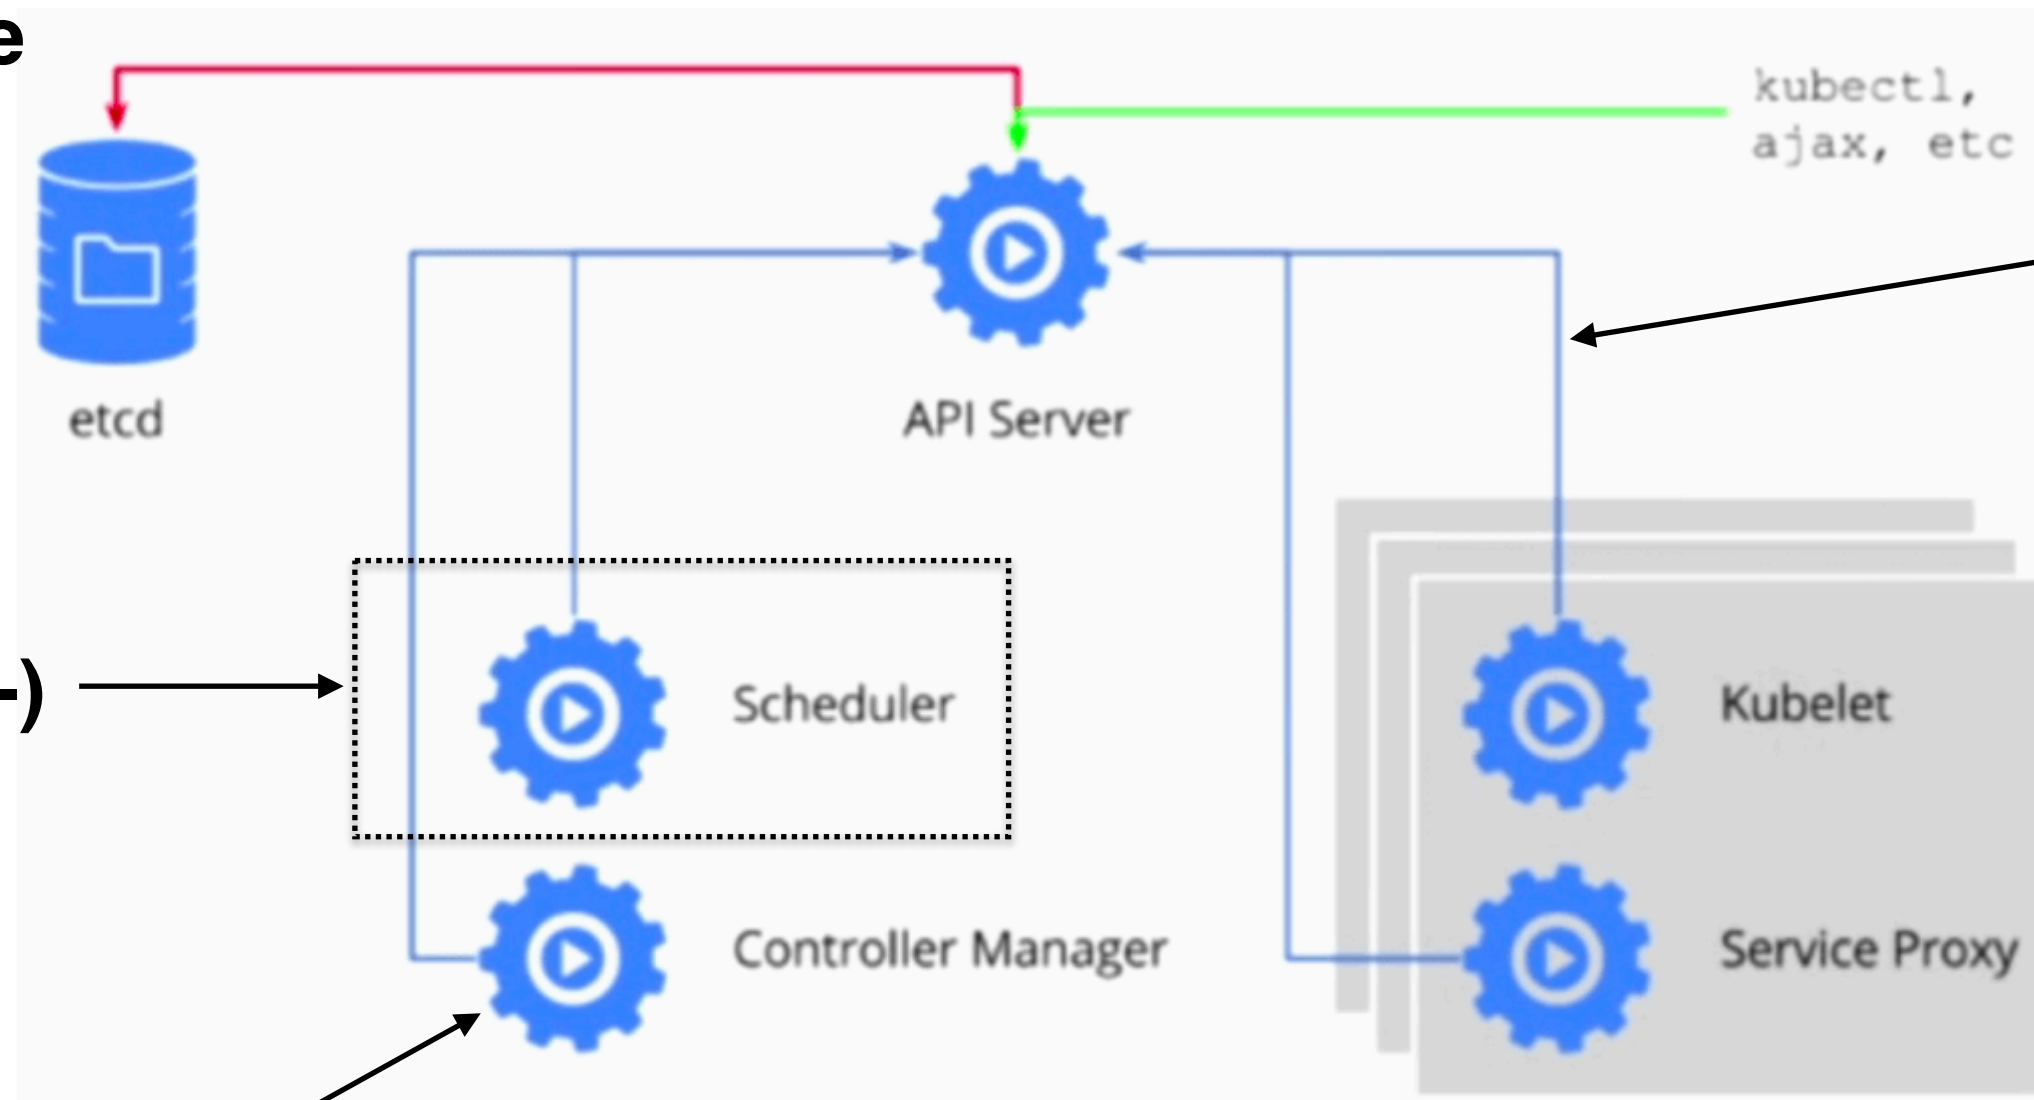 e
kubectl,
ajax, etc
etcd
API Server
-)
Scheduler
Kubelet
Controller Manager
Service Proxy